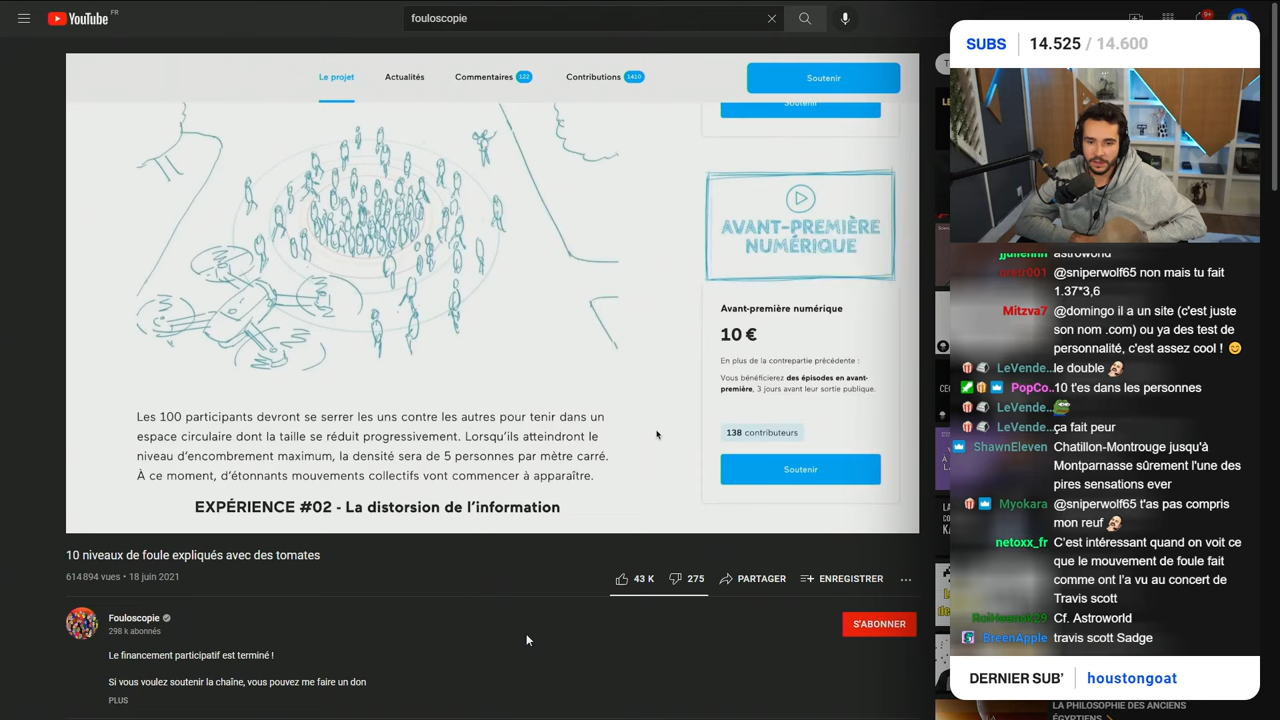 YouTube FR
fouloscopie
Le projet
Actualités
Commentaires 122
Contributions 1410
Soutenir
Soutenir
AVANT-PREMIÈRE
NUMÉRIQUE
Avant-première numérique
10 €
En plus de la contrepartie précédente :
Vous bénéficierez des épisodes en avant-
première, 3 jours avant leur sortie publique.
138 contributeurs
Soutenir
Les 100 participants devront se serrer les uns contre les autres pour tenir dans un
espace circulaire dont la taille se réduit progressivement. Lorsqu'ils atteindront le
niveau d'encombrement maximum, la densité sera de 5 personnes par mètre carré.
À ce moment, d'étonnants mouvements collectifs vont commencer à apparaître.
EXPÉRIENCE #02 - La distorsion de l'information
10 niveaux de foule expliqués avec des tomates
614 894 vues • 18 juin 2021
43 K
275
PARTAGER
ENREGISTRER
Fouloscopie
298 k abonnés
S'ABONNER
Le financement participatif est terminé !
Si vous voulez soutenir la chaîne, vous pouvez me faire un don
PLUS
9+
SUBS
14.525 / 14.600
astroworld
@sniperwolf65 non mais tu fait
1.37*3,6
Mitzva7 @domingo il a un site (c'est juste
son nom .com) ou ya des test de
personnalité, c'est assez cool !
LeVende... le double
PopCo... 10 t'es dans les personnes
LeVende...
LeVende... ça fait peur
ShawnEleven Chatillon-Montrouge jusqu'à
Montparnasse sûrement l'une des
pires sensations ever
Myokara @sniperwolf65 t'as pas compris
mon reuf
netoxx_fr C'est intéressant quand on voit ce
que le mouvement de foule fait
comme ont l'a vu au concert de
Travis scott
Cf. Astroworld
BreenApple travis scott Sadge
DERNIER SUB' houstongoat
LA PHILOSOPHIE DES ANCIENS
ÉGYPTIENS